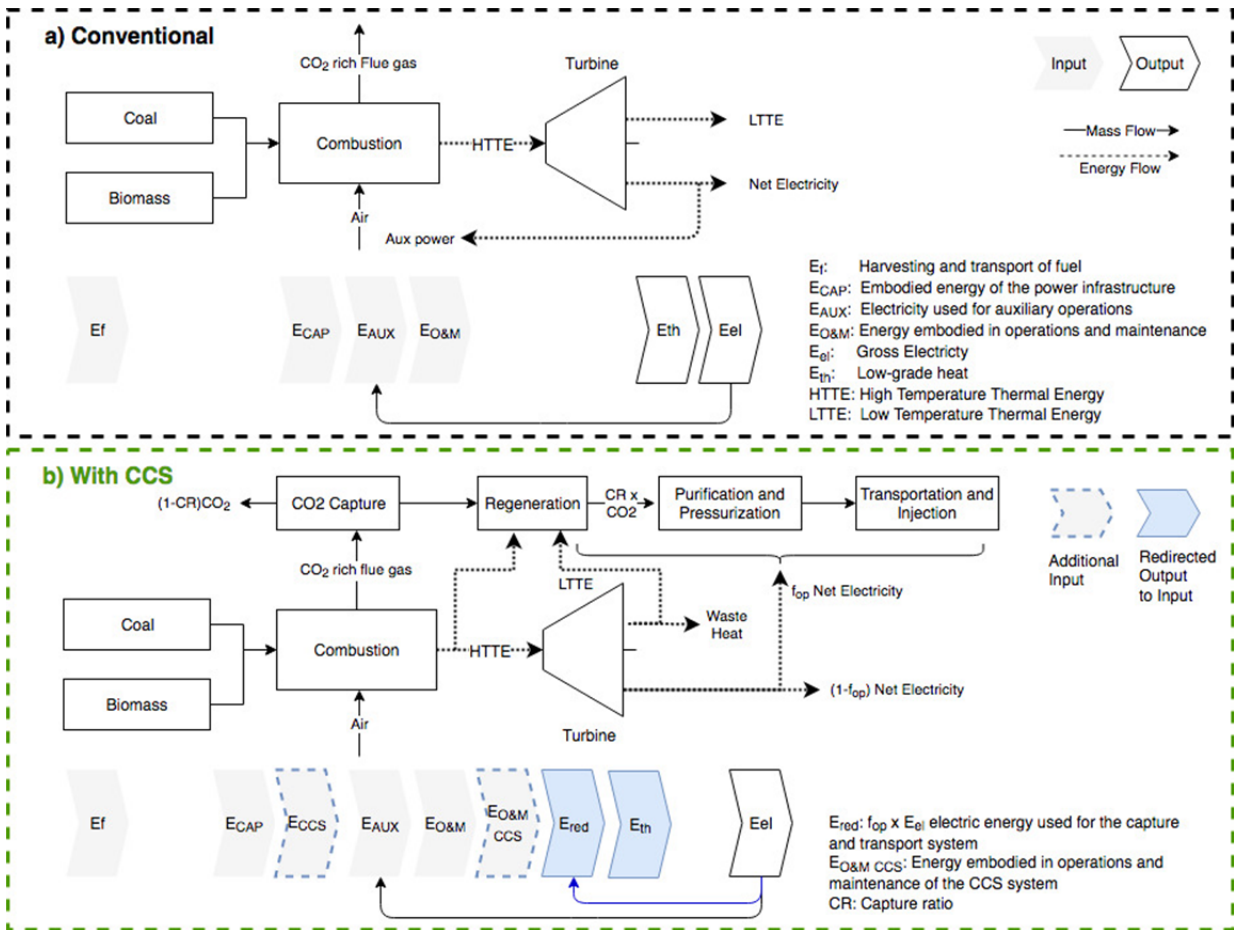 a) Conventional
CO2 rich Flue gas
Turbine
Input
Output
Coal
Combustion
HTTE
LTTE
Mass Flow
Energy Flow
Biomass
Net Electricity
Air
Aux power
Ef
ECAP
EAUX
EO&M
Eth
Eel
Ef: Harvesting and transport of fuel
ECAP: Embodied energy of the power infrastructure
EAUX: Electricity used for auxiliary operations
EO&M: Energy embodied in operations and maintenance
Eel: Gross Electricity
Eth: Low-grade heat
HTTE: High Temperature Thermal Energy
LTTE: Low Temperature Thermal Energy
b) With CCS
(1-CR)CO2
CO2 Capture
Regeneration
CR x
CO2
Purification and
Pressurization
Transportation and
Injection
Additional
Input
Redirected
Output
to Input
CO2 rich flue gas
LTTE
fop Net Electricity
Coal
Combustion
HTTE
Waste
Heat
Biomass
(1-fop) Net Electricity
Air
Turbine
Ef
ECAP
ECCS
EAUX
EO&M
EO&M
CCS
Ered
Eth
Eel
Ered: fop x Eel electric energy used for the capture
and transport system
EO&M CCS: Energy embodied in operations and
maintenance of the CCS system
CR: Capture ratio